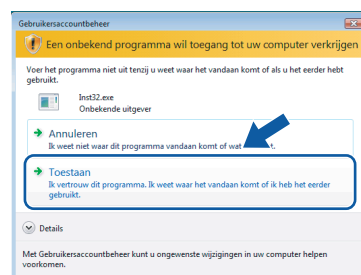 Gebruikersaccountbeheer
Een onbekend programma wil toegang tot uw computer verkrijgen
Voer het programma niet uit tenzij u weet waar het vandaan komt of als u het eerder hebt
gebruikt.
Inst32.exe
Onbekende uitgever
Annuleren
Ik weet niet waar dit programma vandaan komt of wat
Toestaan
Ik vertrouw dit programma. Ik weet waar het vandaan komt of ik heb het eerder
gebruikt.
Details
Met Gebruikersaccountbeheer kunt u ongewenste wijzigingen in uw computer helpen
voorkomen.